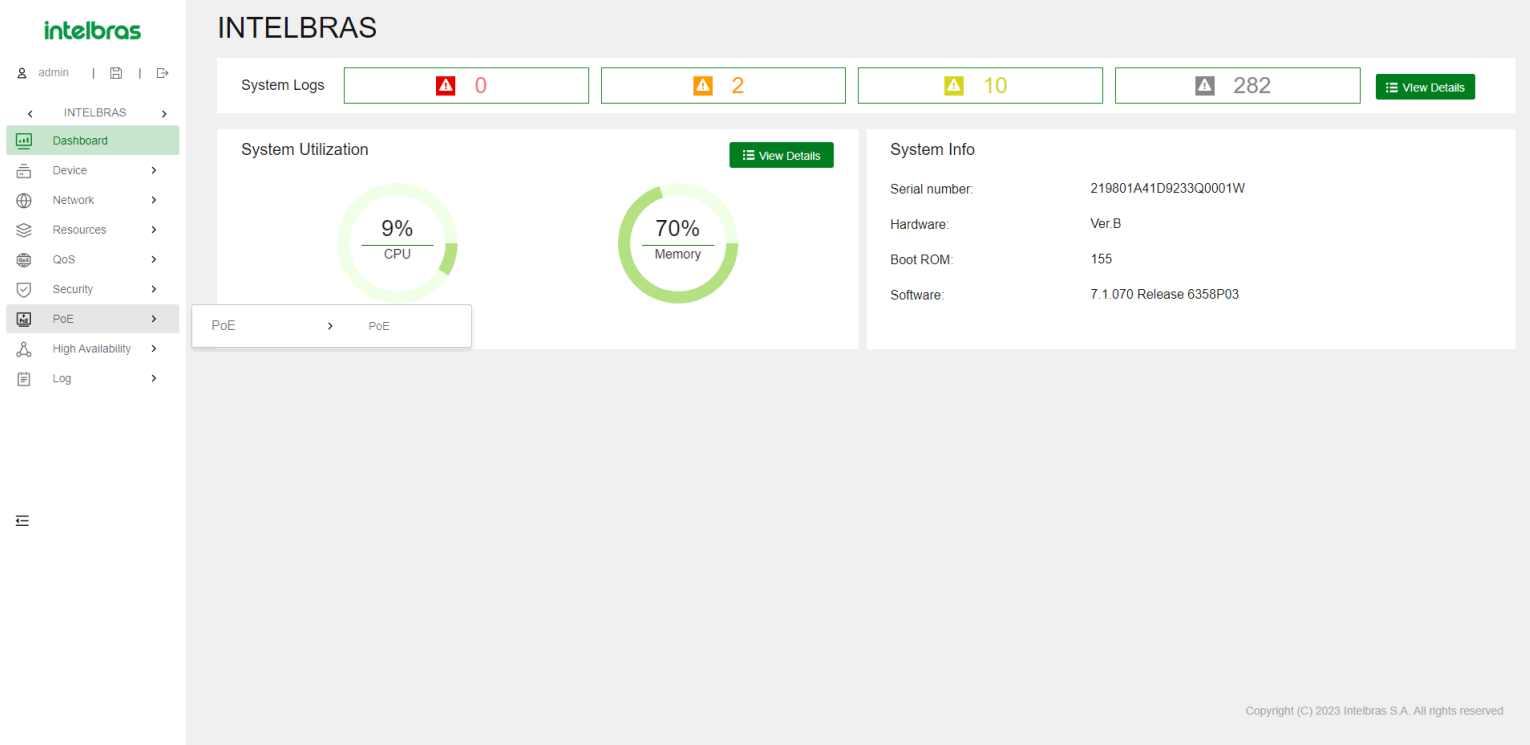 intelbras
admin | |
INTELBRAS
Dashboard
Device
Network
Resources
QoS
Security
PoE
High Availability
Log
INTELBRAS
System Logs 0 2 10 282 View Details
System Utilization View Details
9%
CPU
70%
Memory
PoE PoE
System Info
Serial number: 219801A41D9233Q0001W
Hardware: Ver.B
Boot ROM: 155
Software: 7.1.070 Release 6358P03
Copyright (C) 2023 Intelbras S.A. All rights reserved